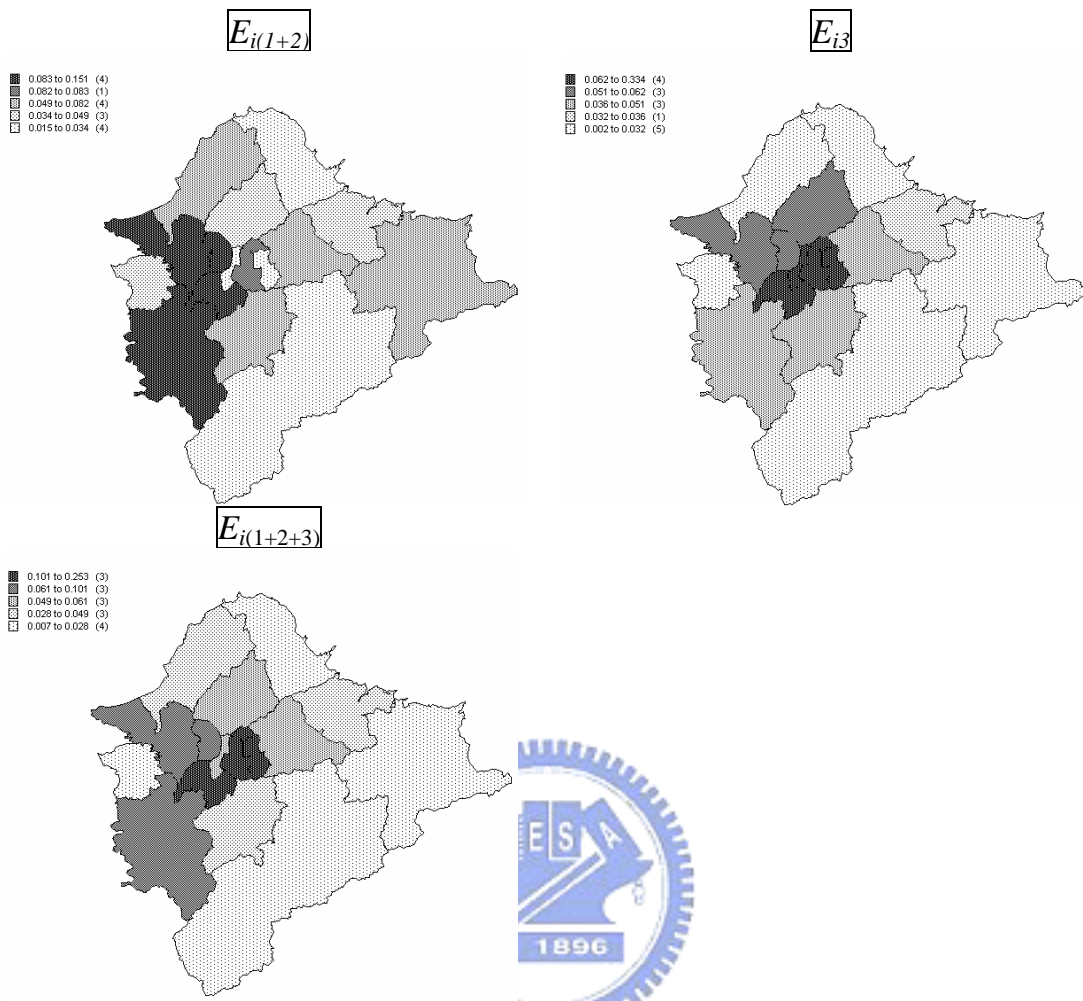 E_{i(1+2)}
0.083 to 0.151 (4)
0.082 to 0.083 (1)
0.049 to 0.082 (4)
0.034 to 0.049 (3)
0.015 to 0.034 (4)
E_{i3}
0.062 to 0.334 (4)
0.051 to 0.062 (3)
0.036 to 0.051 (3)
0.032 to 0.036 (1)
0.002 to 0.032 (5)
E_{i(1+2+3)}
0.101 to 0.253 (3)
0.061 to 0.101 (3)
0.049 to 0.061 (3)
0.028 to 0.049 (3)
0.007 to 0.028 (4)
E S A
1896